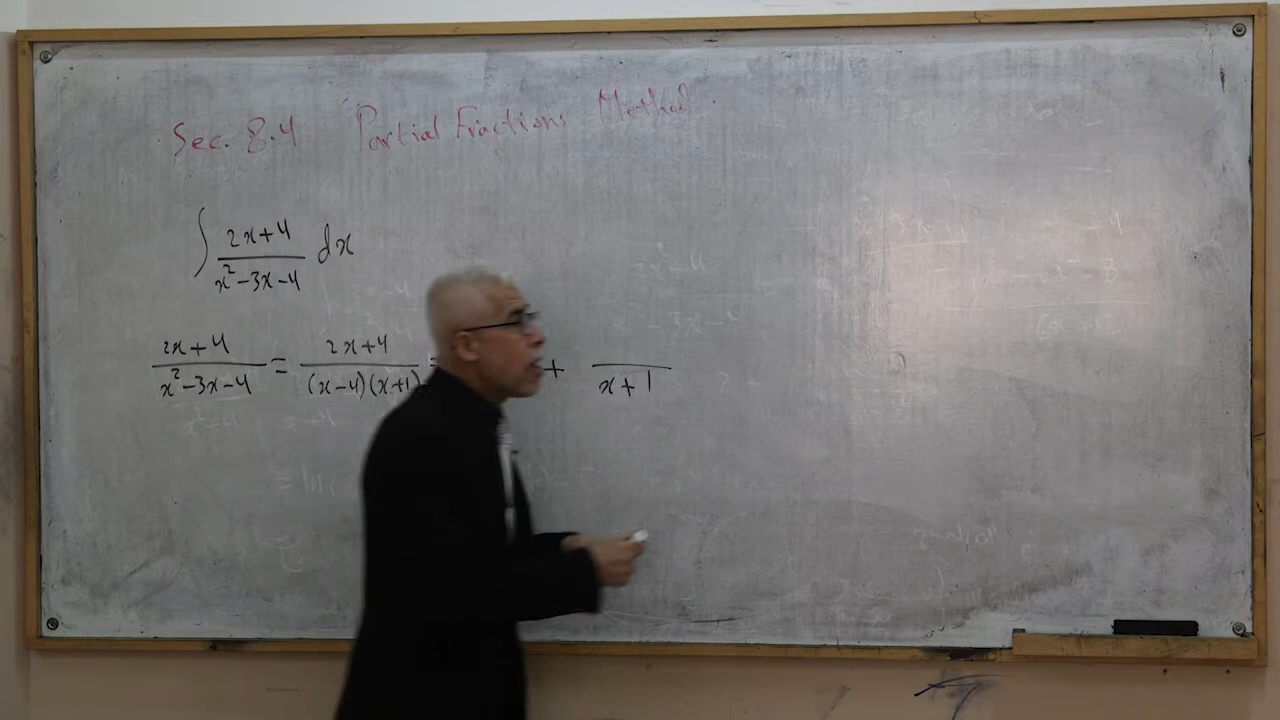 Sec. 8.4 Partial Fractions Method.
∫ (2x+4)/(x²-3x-4) dx
(2x+4)/(x²-3x-4) = (2x+4)/((x-4)(x+1)) = + /(x+1)